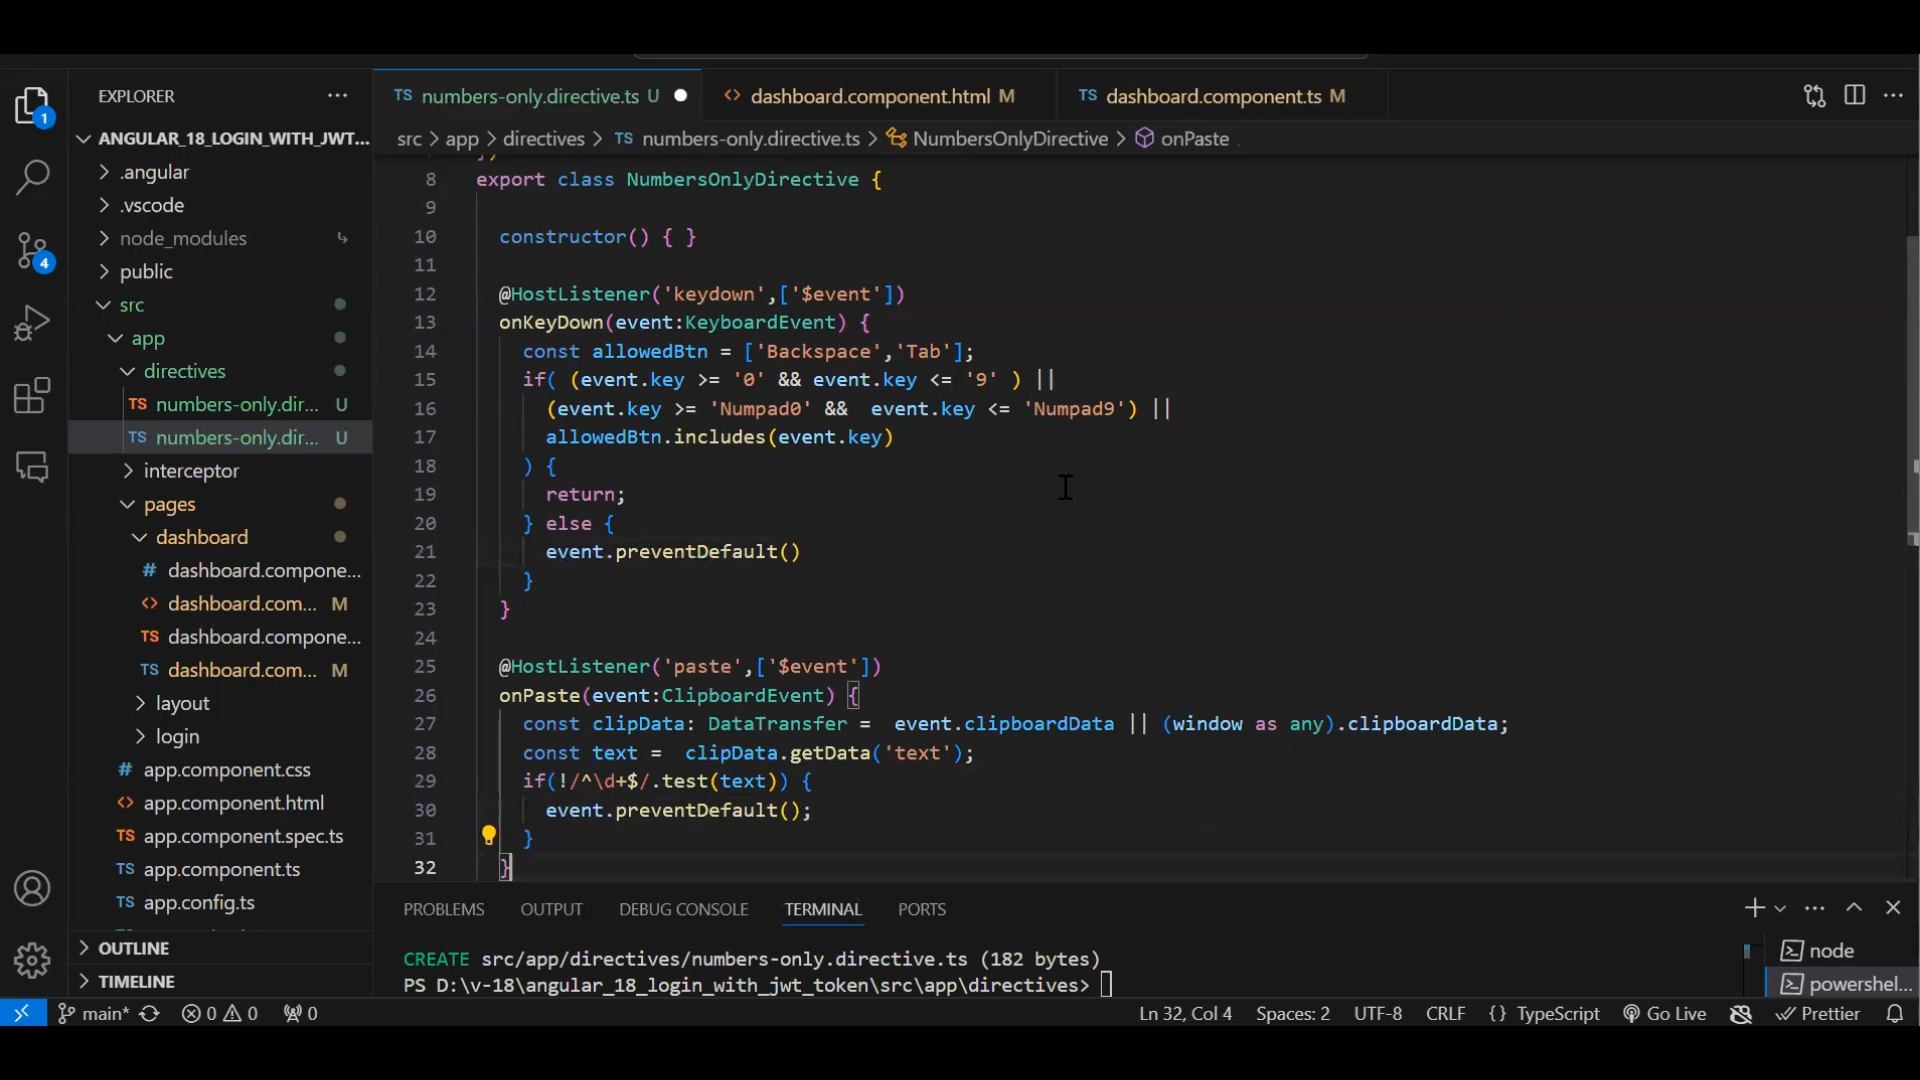 EXPLORER
ANGULAR_18_LOGIN_WITH_JWT...
.angular
.vscode
node_modules
public
src
app
directives
TS numbers-only.dir... U
TS numbers-only.dir... U
interceptor
pages
dashboard
# dashboard.compone...
<> dashboard.com... M
TS dashboard.compone...
TS dashboard.com... M
layout
login
# app.component.css
<> app.component.html
TS app.component.spec.ts
TS app.component.ts
TS app.config.ts
OUTLINE
TIMELINE
1
4
TS numbers-only.directive.ts U
<> dashboard.component.html M
TS dashboard.component.ts M
src > app > directives > TS numbers-only.directive.ts > NumbersOnlyDirective > onPaste
8 export class NumbersOnlyDirective {
9
10 constructor() { }
11
12 @HostListener('keydown',['$event'])
13 onKeyDown(event:KeyboardEvent) {
14 const allowedBtn = ['Backspace','Tab'];
15 if( (event.key >= '0' && event.key <= '9' ) ||
16 (event.key >= 'Numpad0' &&  event.key <= 'Numpad9') ||
17 allowedBtn.includes(event.key)
18 ) {
19 return;
20 } else {
21 event.preventDefault()
22 }
23 }
24
25 @HostListener('paste',['$event'])
26 onPaste(event:ClipboardEvent) {
27 const clipData: DataTransfer =  event.clipboardData || (window as any).clipboardData;
28 const text =  clipData.getData('text');
29 if(!/^\d+$/.test(text)) {
30 event.preventDefault();
31 }
32 }
PROBLEMS OUTPUT DEBUG CONSOLE TERMINAL PORTS
CREATE src/app/directives/numbers-only.directive.ts (182 bytes)
PS D:\v-18\angular_18_login_with_jwt_token\src\app\directives>
node
powershel...
main* 0 0 0 Ln 32, Col 4 Spaces: 2 UTF-8 CRLF {} TypeScript Go Live Prettier